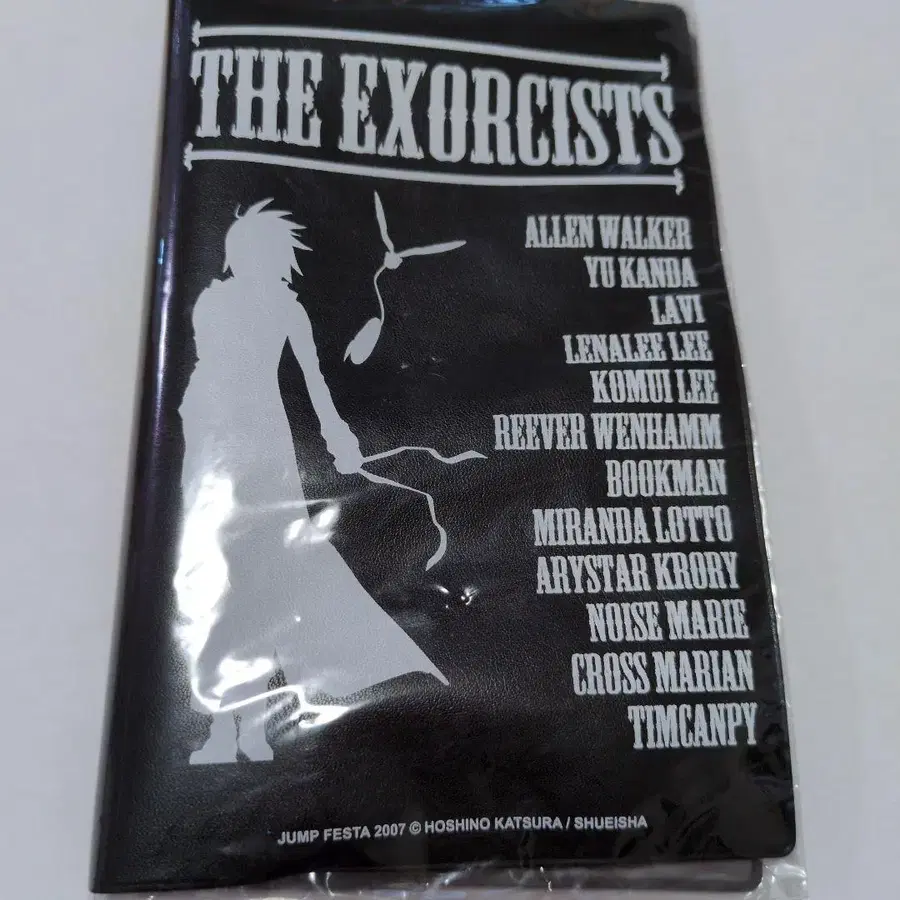 THE EXORCISTS
ALLEN WALKER
YU KANDA
LAVI
LENALEE LEE
KOMUI LEE
REEVER WENHAMM
BOOKMAN
MIRANDA LOTTO
ARYSTAR KRORY
NOISE MARIE
CROSS MARIAN
TIMCANPY
JUMP FESTA 2007 © HOSHINO KATSURA / SHUEISHA